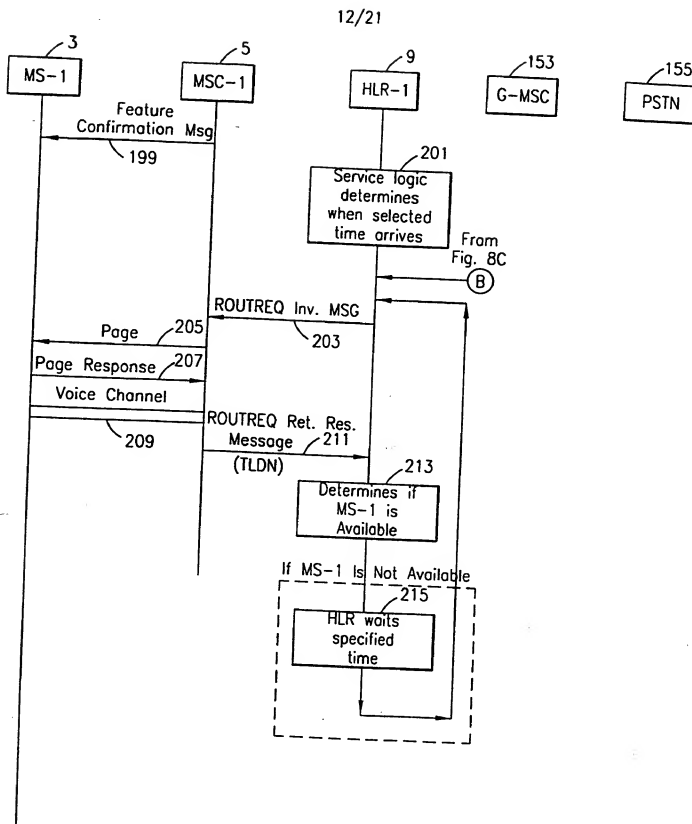 12/21
3
5
9
153
155
MS-1
MSC-1
HLR-1
G-MSC
PSTN
Feature
Confirmation Msg
199
201
Service logic
determines
when selected
time arrives
From
Fig. 8C
B
ROUTREQ Inv. MSG
203
Page
205
Page Response
207
Voice Channel
209
ROUTREQ Ret. Res.
Message
211
(TLDN)
213
Determines if
MS-1 is
Available
If MS-1 Is Not Available
215
HLR waits
specified
time